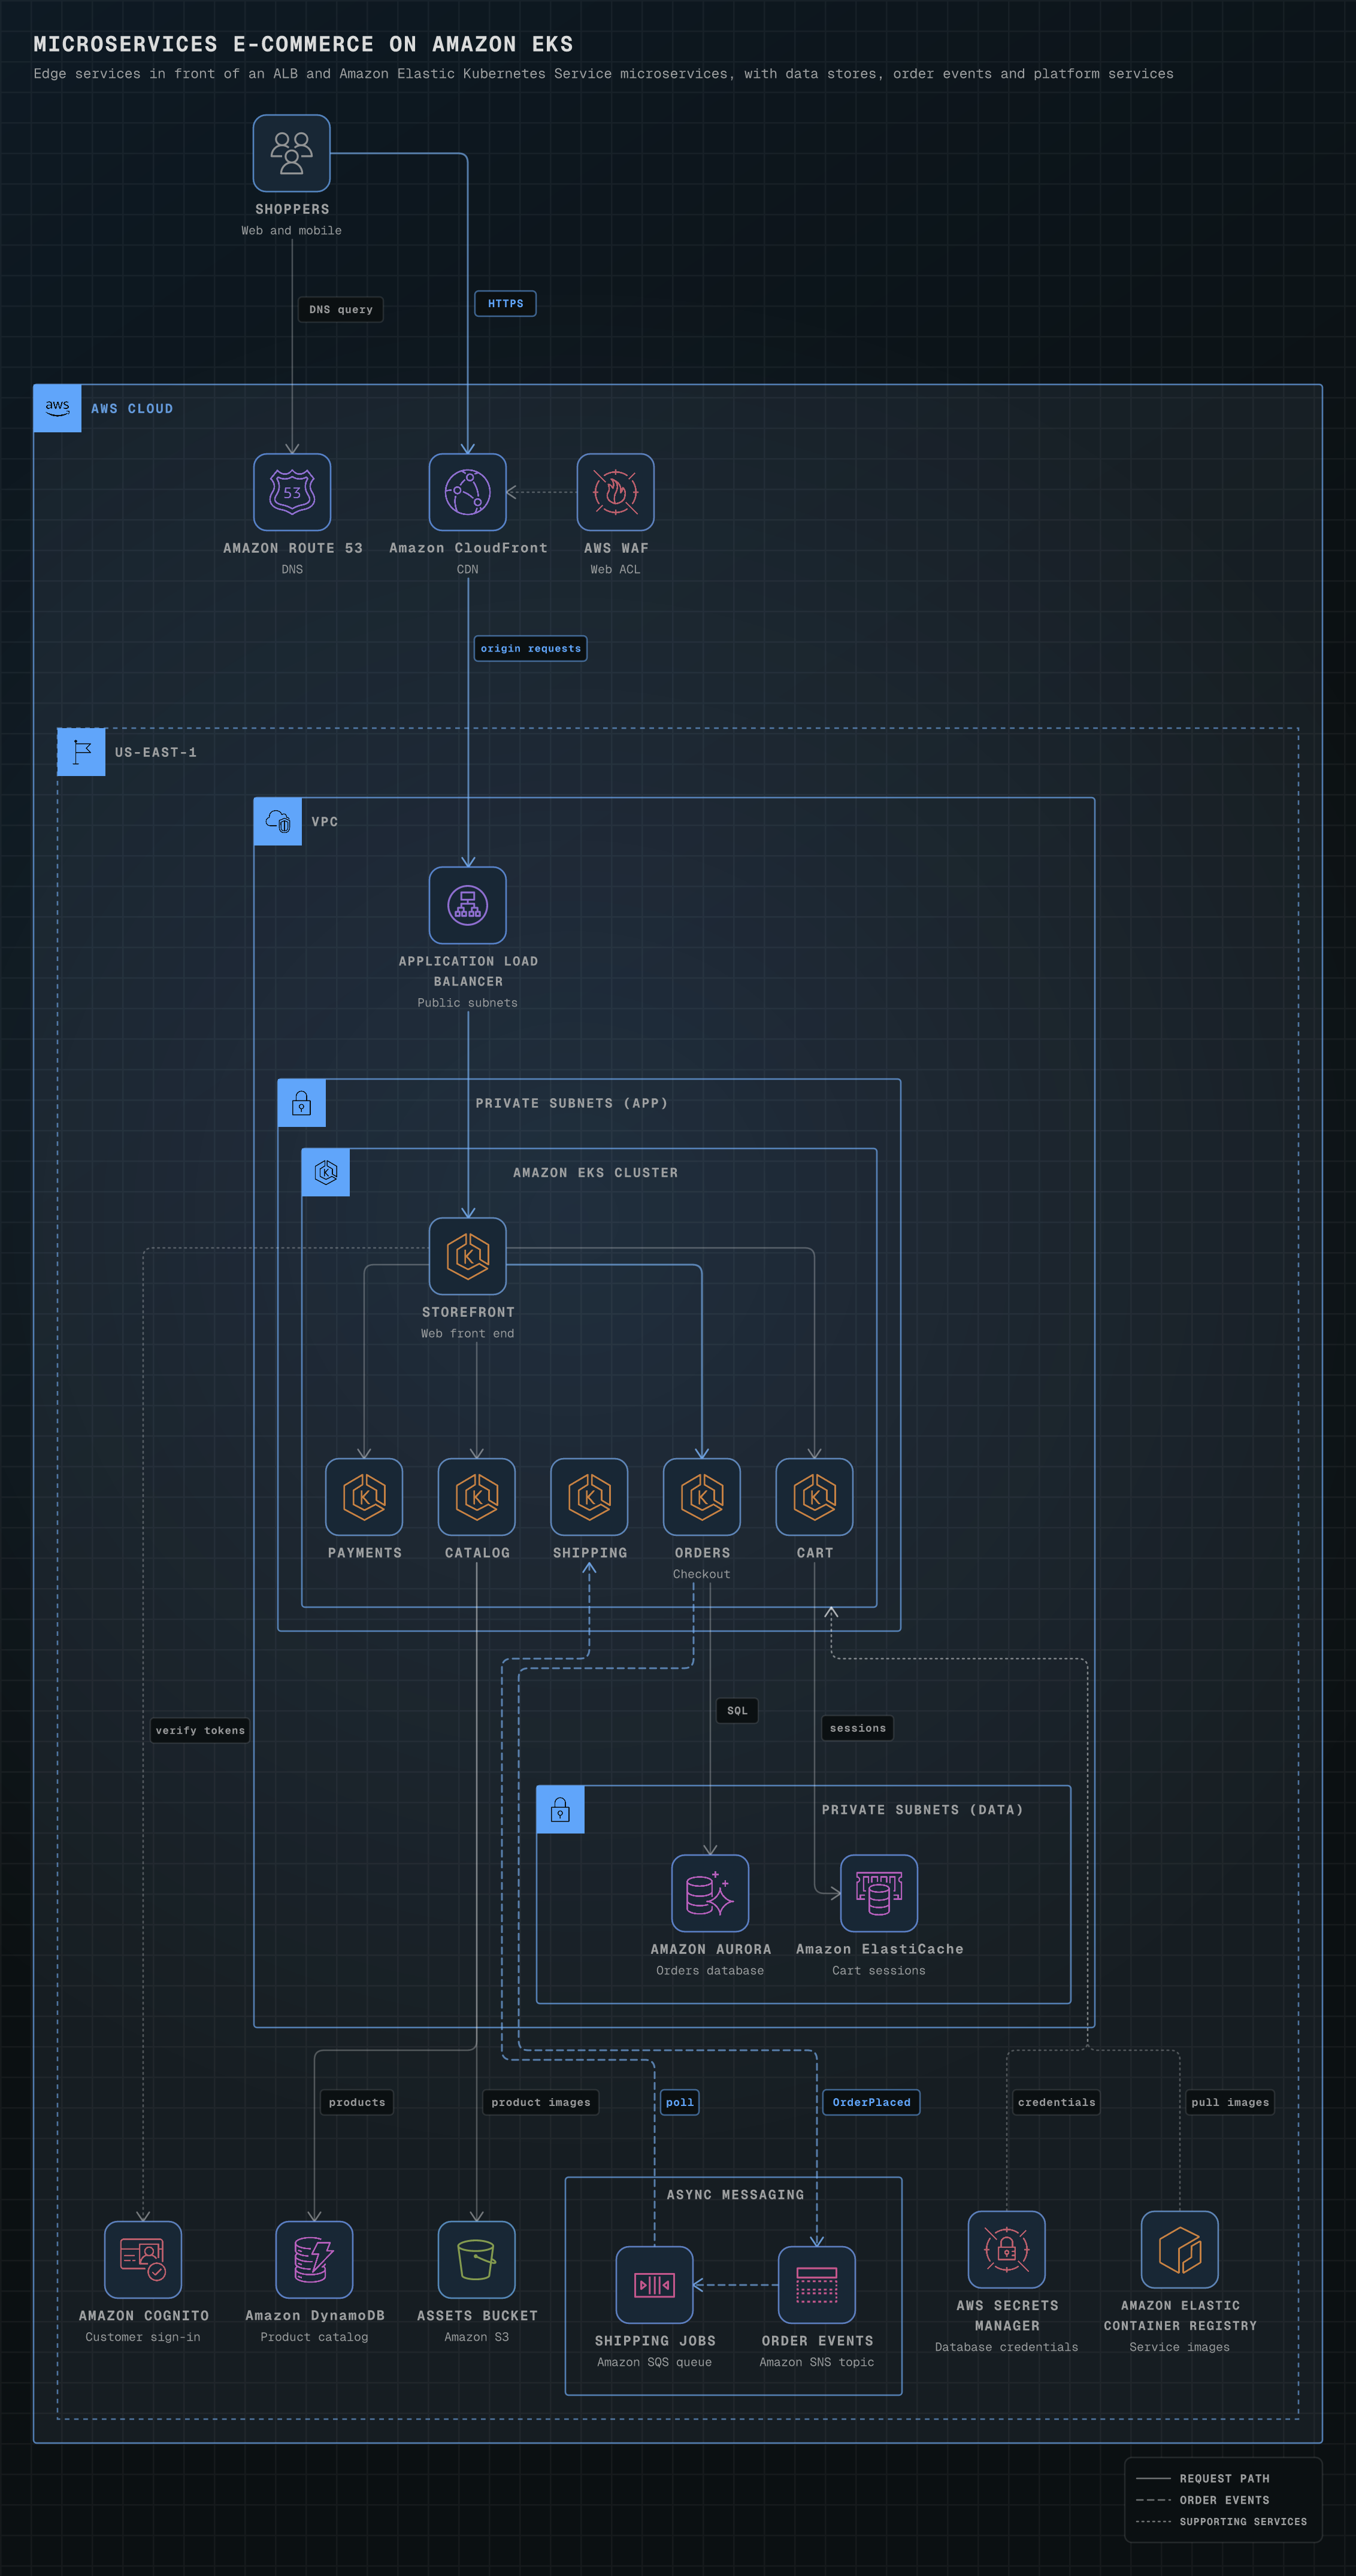 MICROSERVICES E-COMMERCE ON AMAZON EKS
Edge services in front of an ALB and Amazon Elastic Kubernetes Service microservices, with data stores, order events and platform services
SHOPPERS
Web and mobile
DNS query
HTTPS
aws
AWS CLOUD
53
AMAZON ROUTE 53
DNS
Amazon CloudFront
CDN
AWS WAF
Web ACL
origin requests
US-EAST-1
VPC
APPLICATION LOAD
BALANCER
Public subnets
PRIVATE SUBNETS (APP)
K
AMAZON EKS CLUSTER
K
STOREFRONT
Web front end
K
K
K
K
K
PAYMENTS
CATALOG
SHIPPING
ORDERS
Checkout
CART
SQL
sessions
verify tokens
PRIVATE SUBNETS (DATA)
AMAZON AURORA
Orders database
Amazon ElastiCache
Cart sessions
products
product images
poll
OrderPlaced
credentials
pull images
ASYNC MESSAGING
AMAZON COGNITO
Customer sign-in
Amazon DynamoDB
Product catalog
ASSETS BUCKET
Amazon S3
SHIPPING JOBS
Amazon SQS queue
ORDER EVENTS
Amazon SNS topic
AWS SECRETS
MANAGER
Database credentials
AMAZON ELASTIC
CONTAINER REGISTRY
Service images
REQUEST PATH
ORDER EVENTS
SUPPORTING SERVICES